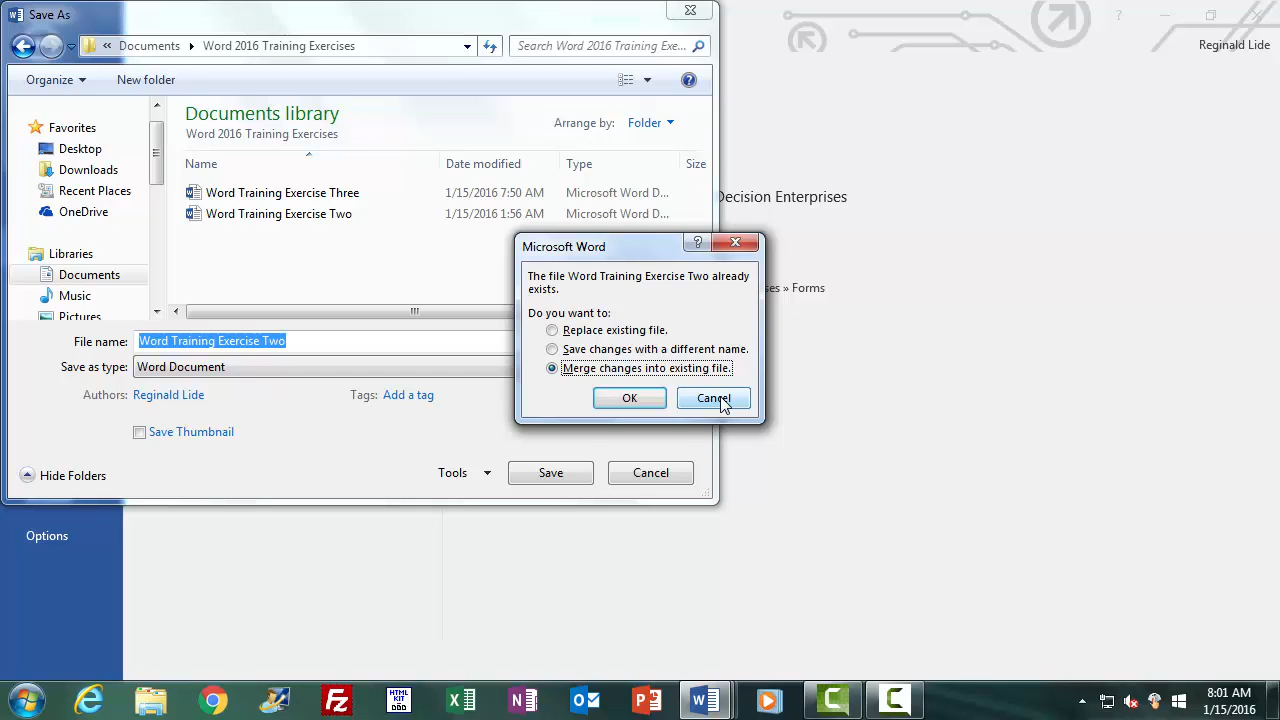 Save As
Reginald Lide
« Documents Word 2016 Training Exercises
Search Word 2016 Training Exe...
Organize New folder
Documents library
Word 2016 Training Exercises
Arrange by: Folder
Favorites
Desktop
Downloads
Recent Places
OneDrive
Libraries
Documents
Music
Pictures
Name Date modified Type Size
Word Training Exercise Three 1/15/2016 7:50 AM Microsoft Word D...
Word Training Exercise Two 1/15/2016 1:56 AM Microsoft Word D...
Decision Enterprises
ses » Forms
Microsoft Word
The file Word Training Exercise Two already
exists.
Do you want to:
Replace existing file.
Save changes with a different name.
Merge changes into existing file.
OK Cancel
File name: Word Training Exercise Two
Save as type: Word Document
Authors: Reginald Lide Tags: Add a tag
Save Thumbnail
Hide Folders Tools Save Cancel
Options
HTML
KIT
8:01 AM
1/15/2016